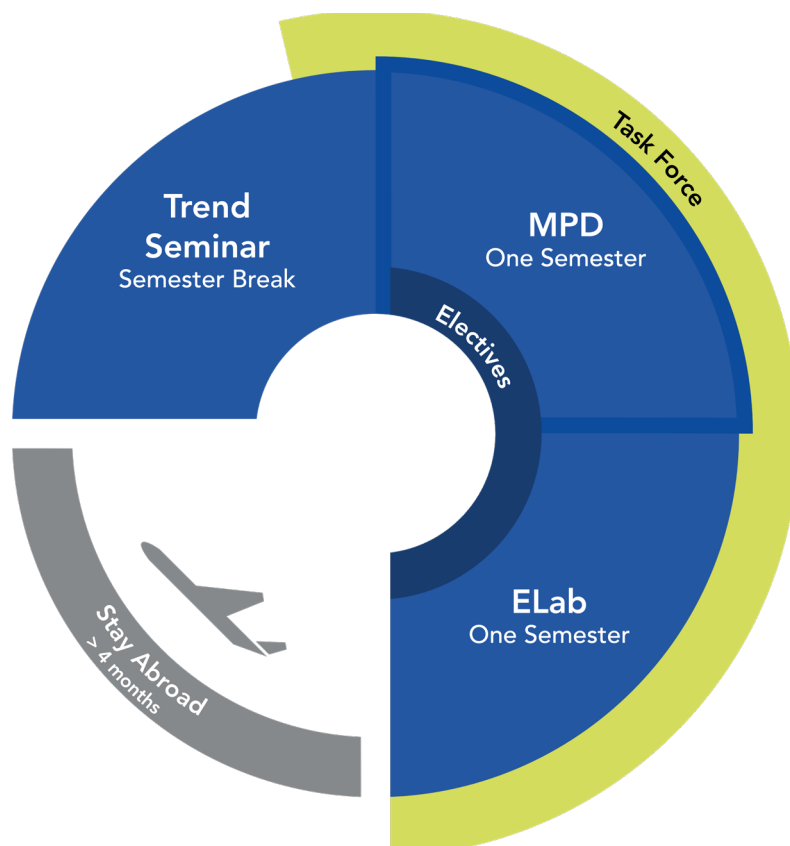 Trend
Seminar
Semester Break
MPD
One Semester
Task Force
Electives
ELab
One Semester
Stay Abroad
> 4 months